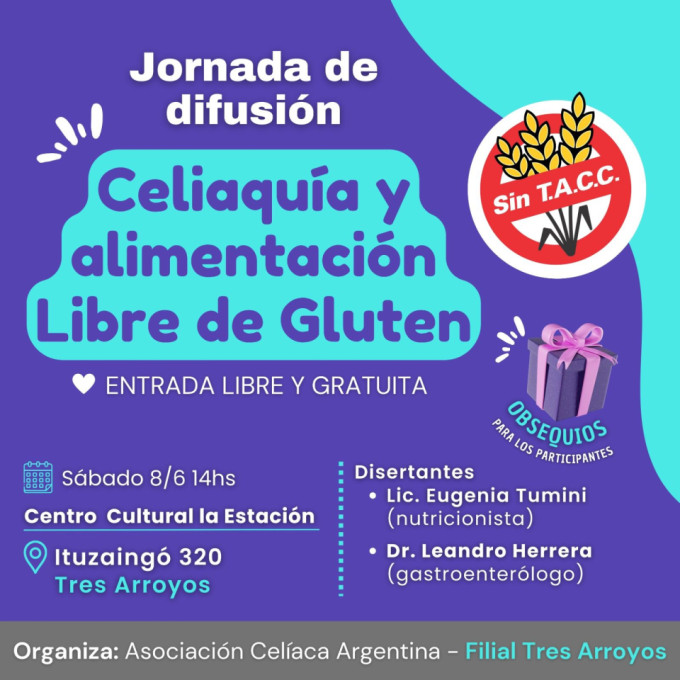 Jornada de
difusión
Celiaquía y
alimentación
Libre de Gluten
Sin T.A.C.C.
ENTRADA LIBRE Y GRATUITA
OBSEQUIOS
PARA LOS PARTICIPANTES
Sábado 8/6 14hs
Centro Cultural la Estación
Ituzaingó 320
Tres Arroyos
Disertantes
• Lic. Eugenia Tumini
(nutricionista)
• Dr. Leandro Herrera
(gastroenterólogo)
Organiza: Asociación Celíaca Argentina - Filial Tres Arroyos